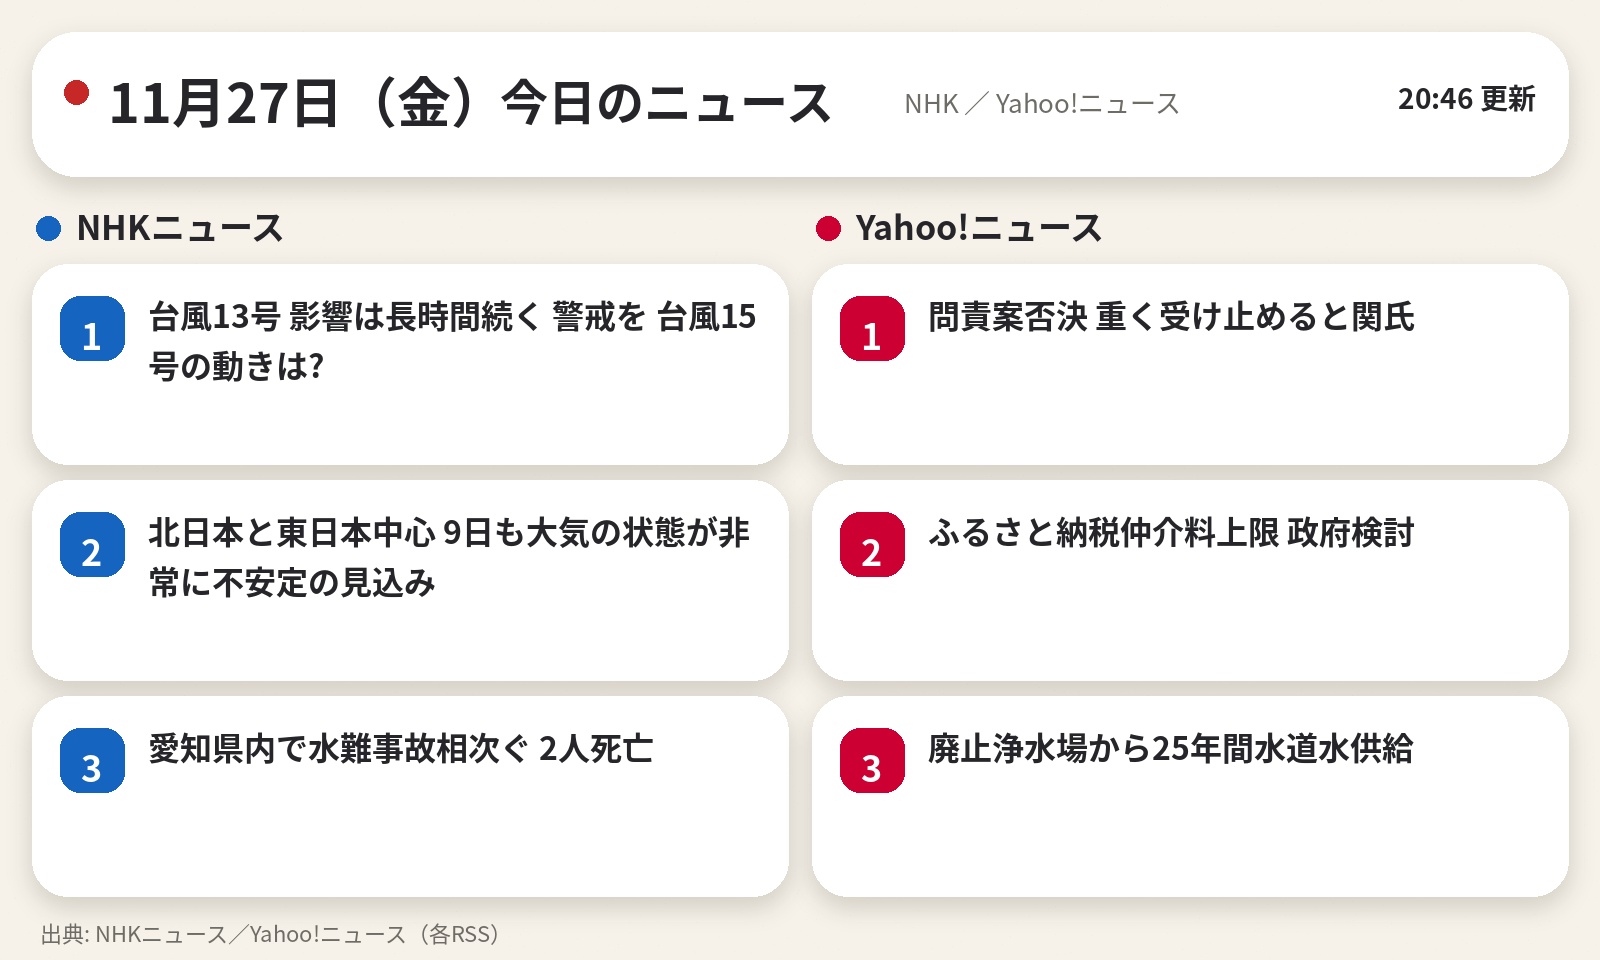 11月27日（金）今日のニュース
NHK ／ Yahoo!ニュース
20:46 更新
NHKニュース
1
台風13号 影響は長時間続く 警戒を 台風15
号の動きは?
2
北日本と東日本中心 9日も大気の状態が非
常に不安定の見込み
3
愛知県内で水難事故相次ぐ 2人死亡
Yahoo!ニュース
1
問責案否決 重く受け止めると関氏
2
ふるさと納税仲介料上限 政府検討
3
廃止浄水場から25年間水道水供給
出典: NHKニュース／Yahoo!ニュース（各RSS）